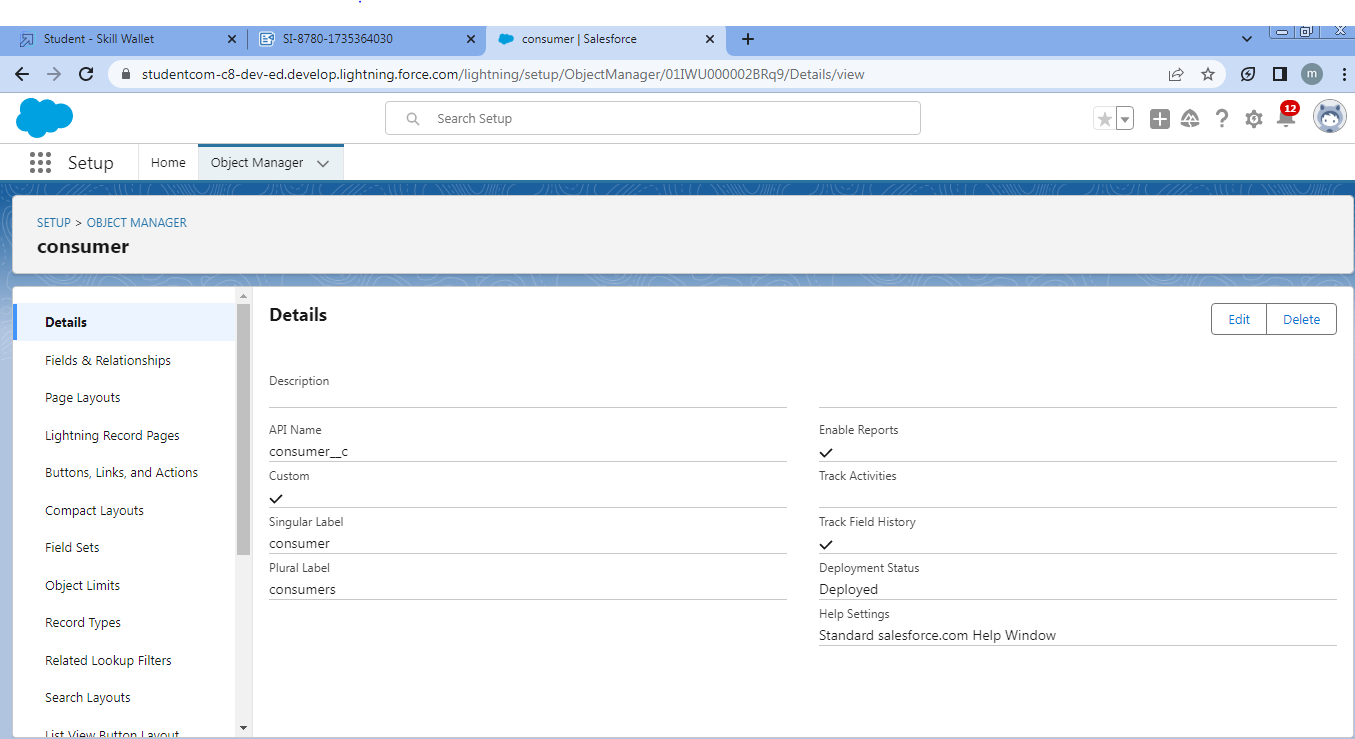 Student - Skill Wallet
SI-8780-1735364030
consumer | Salesforce
studentcom-c8-dev-ed.develop.lightning.force.com/lightning/setup/ObjectManager/01IWU000002BRq9/Details/view
m
Search Setup
12
Setup
Home
Object Manager
SETUP > OBJECT MANAGER
consumer
Details
Fields & Relationships
Page Layouts
Lightning Record Pages
Buttons, Links, and Actions
Compact Layouts
Field Sets
Object Limits
Record Types
Related Lookup Filters
Search Layouts
List View Button Layout
Details
Edit
Delete
Description
API Name
consumer__c
Custom
Singular Label
consumer
Plural Label
consumers
Enable Reports
Track Activities
Track Field History
Deployment Status
Deployed
Help Settings
Standard salesforce.com Help Window